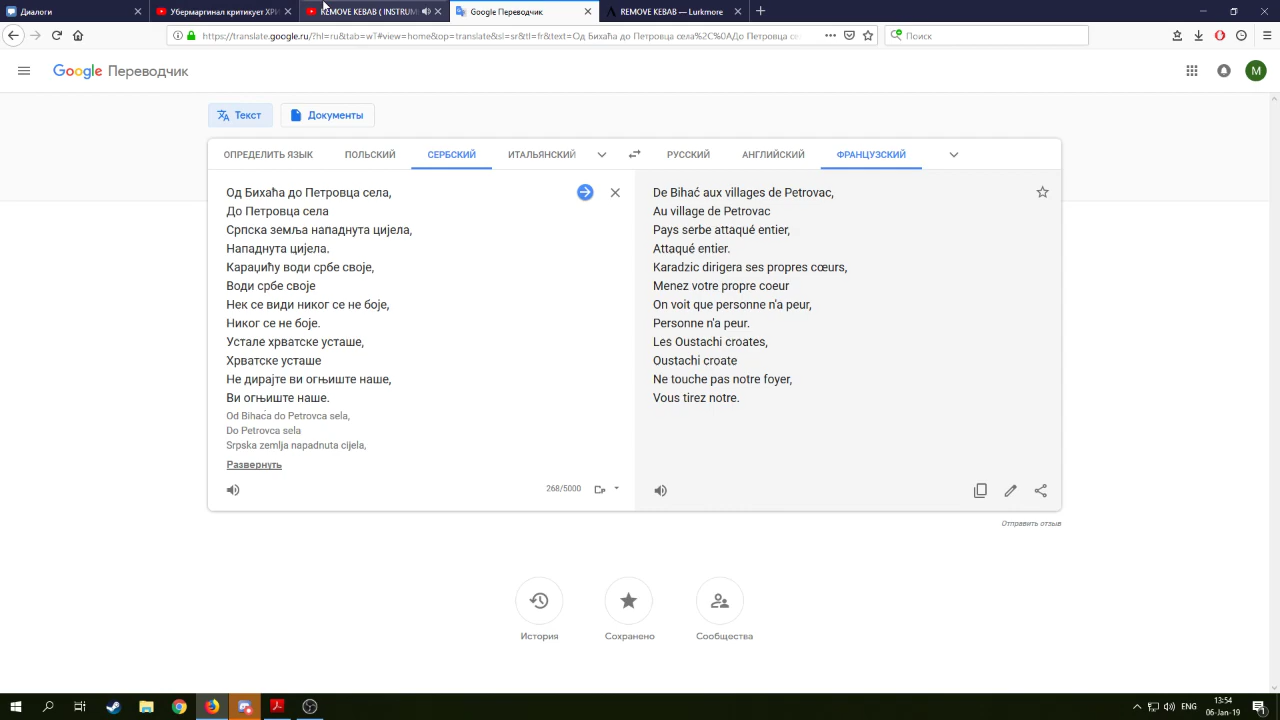 Диалоги
Убермаргинал критикует ХРИ
REMOVE KEBAB ( INSTRUM
Google Переводчик
REMOVE KEBAB — Lurkmore
https://translate.google.ru/?hl=ru&tab=wT#view=home&op=translate&sl=sr&tl=fr&text=Од Бихаћа до Петровца села%2C%0AДо Петровца се
Поиск
Google Переводчик
M
Текст
Документы
ОПРЕДЕЛИТЬ ЯЗЫК
ПОЛЬСКИЙ
СЕРБСКИЙ
ИТАЛЬЯНСКИЙ
РУССКИЙ
АНГЛИЙСКИЙ
ФРАНЦУЗСКИЙ
Од Бихаћа до Петровца села,
До Петровца села
Српска земља нападнута цијела,
Нападнута цијела.
Караџићу води србе своје,
Води србе своје
Нек се види никог се не боје,
Никог се не боје.
Устале хрватске усташе,
Хрватске усташе
Не дирајте ви огњиште наше,
Ви огњиште наше.
Od Bihaća do Petrovca sela,
Do Petrovca sela
Srpska zemlja napadnuta cijela,
Развернуть
268/5000
De Bihać aux villages de Petrovac,
Au village de Petrovac
Pays serbe attaqué entier,
Attaqué entier.
Karadzic dirigera ses propres cœurs,
Menez votre propre coeur
On voit que personne n'a peur,
Personne n'a peur.
Les Oustachi croates,
Oustachi croate
Ne touche pas notre foyer,
Vous tirez notre.
Отправить отзыв
История
Сохранено
Сообщества
ENG
13:54
06-Jan-19